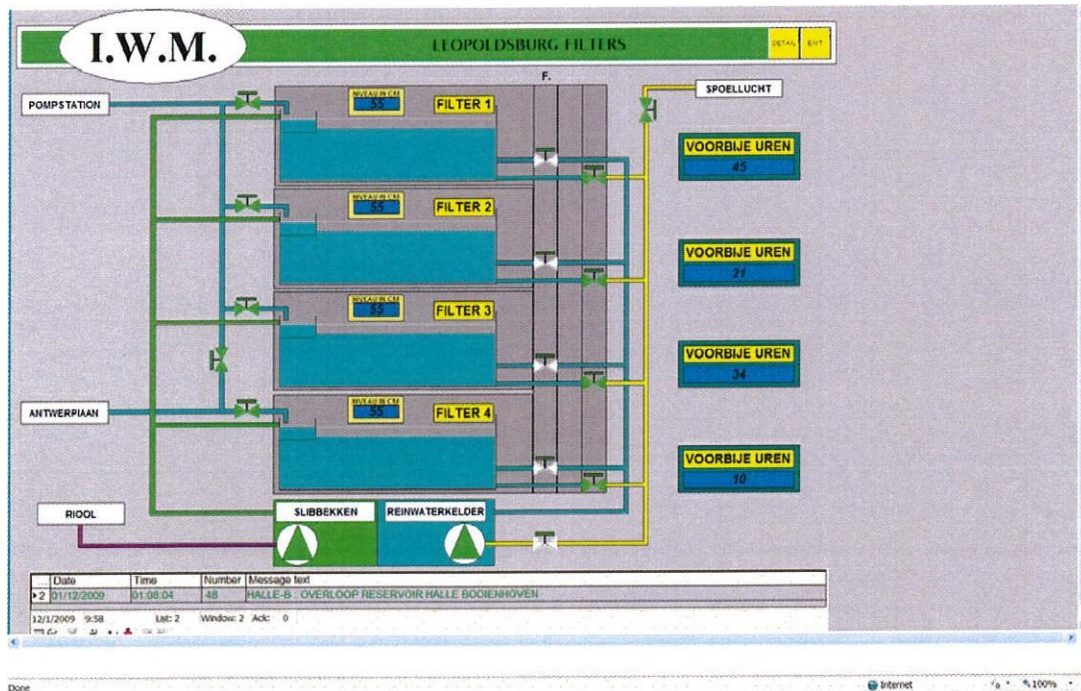 I.W.M.
LEOPOLDSBURG FILTERS
DETAIL EXIT
F.
POMPSTATION
SPOELLUCHT
NIVEAU IN CM
55
FILTER 1
VOORBIJE UREN
45
NIVEAU IN CM
55
FILTER 2
VOORBIJE UREN
21
NIVEAU IN CM
55
FILTER 3
VOORBIJE UREN
34
ANTWERPIAAN
NIVEAU IN CM
55
FILTER 4
VOORBIJE UREN
10
RIOOL
SLIBBEKKEN
REINWATERKELDER
... Date Time Number Message text
2 01/12/2009 01:08:04 48 HALLE-B : OVERLOOP RESERVOIR HALLE BOOIENHOVEN
12/1/2009 9:58 List: 2 Window: 2 Ack: 0
Done Internet 100%